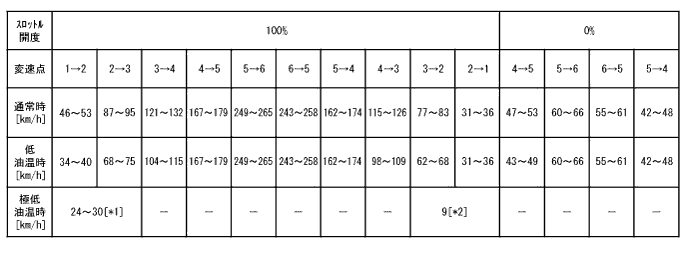 ｽﾛｯﾄﾙ開度 100% 0%
変速点 1→2 2→3 3→4 4→5 5→6 6→5 5→4 4→3 3→2 2→1 4→5 5→6 6→5 5→4
通常時[km/h] 46～53 87～95 121～132 167～179 249～265 243～258 162～174 115～126 77～83 31～36 47～53 60～66 55～61 42～48
低油温時[km/h] 34～40 68～75 104～115 167～179 249～265 243～258 162～174 98～109 62～68 31～36 43～49 60～66 55～61 42～48
極低油温時[km/h] 24～30[*1] － － － － － － 9[*2] － － － －